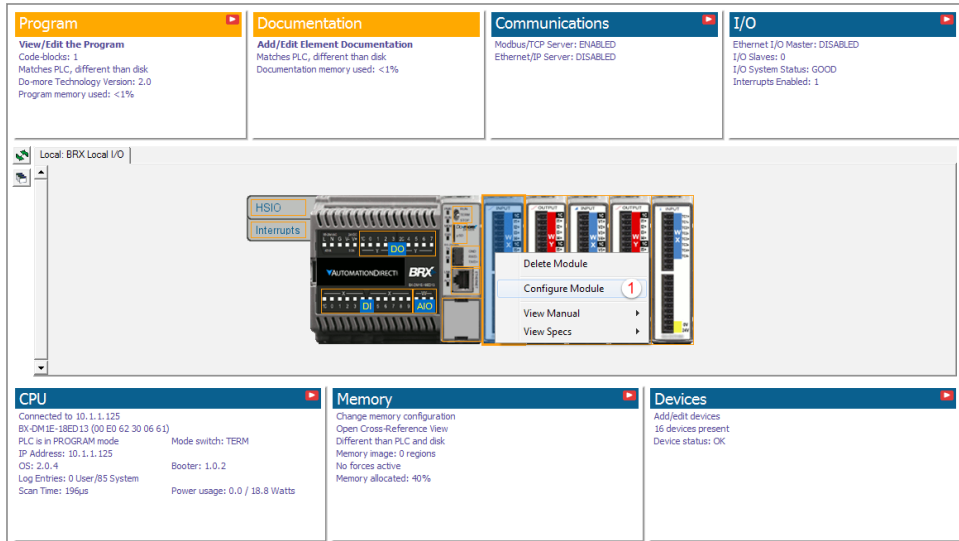 Program
View/Edit the Program
Code-blocks: 1
Matches PLC, different than disk
Do-more Technology Version: 2.0
Program memory used: <1%
Documentation
Add/Edit Element Documentation
Matches PLC, different than disk
Documentation memory used: <1%
Communications
Modbus/TCP Server: ENABLED
Ethernet/IP Server: DISABLED
I/O
Ethernet I/O Master: DISABLED
I/O Slaves: 0
I/O System Status: GOOD
Interrupts Enabled: 1
Local: BRX Local I/O
HSIO
Interrupts
DO
AUTOMATIONDIRECT
BRX
DI
AIO
INPUT
OUTPUT
INPUT
OUTPUT
INPUT
W
X
W
Y
W
X
W
Y
W
X
Delete Module
Configure Module 1
View Manual
View Specs
CPU
Connected to 10.1.1.125
BX-DM1E-18ED13 (00 E0 62 30 06 61)
PLC is in PROGRAM mode Mode switch: TERM
IP Address: 10.1.1.125
OS: 2.0.4 Booter: 1.0.2
Log Entries: 0 User/85 System
Scan Time: 196µs Power usage: 0.0 / 18.8 Watts
Memory
Change memory configuration
Open Cross-Reference View
Different than PLC and disk
Memory image: 0 regions
No forces active
Memory allocated: 40%
Devices
Add/edit devices
16 devices present
Device status: OK